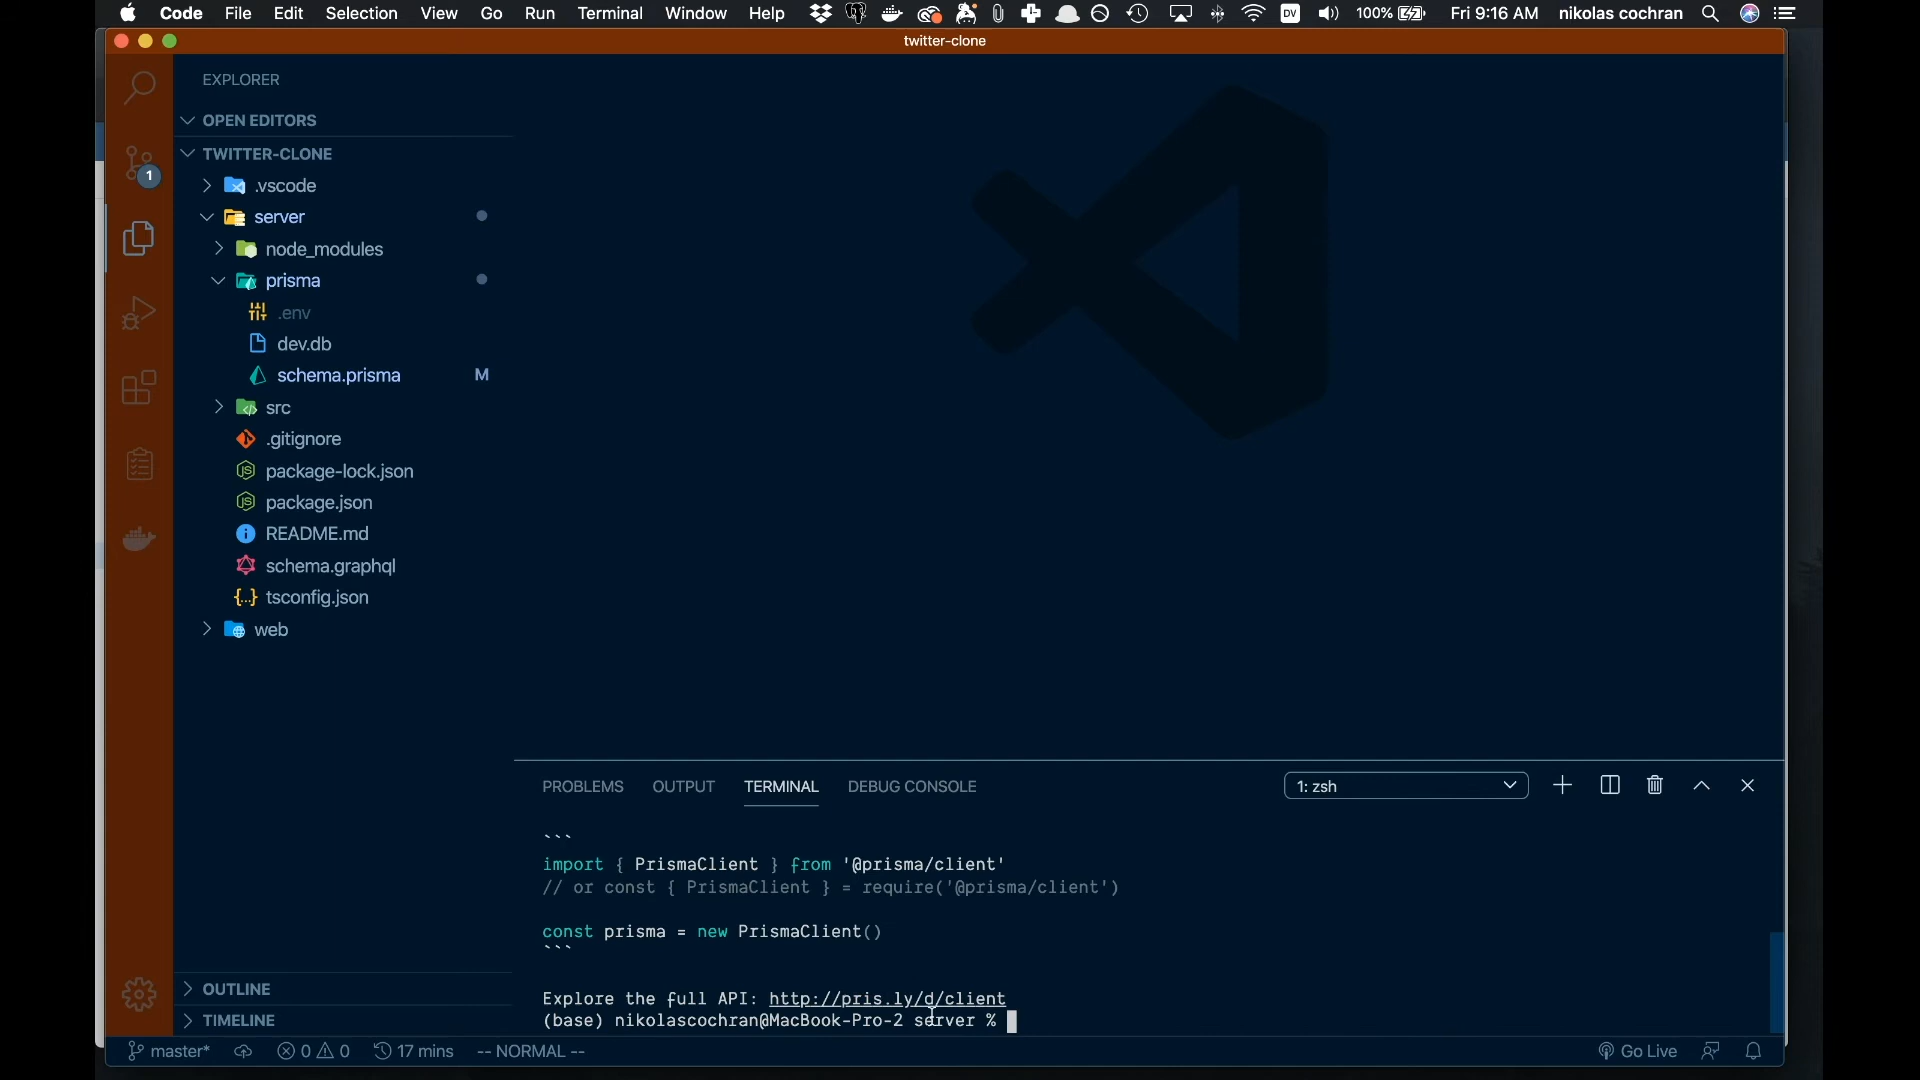 Code File Edit Selection View Go Run Terminal Window Help DV 100% Fri 9:16 AM nikolas cochran
twitter-clone
EXPLORER
OPEN EDITORS
TWITTER-CLONE
.vscode
server
node_modules
prisma
.env
dev.db
schema.prisma M
src
.gitignore
package-lock.json
package.json
README.md
schema.graphql
tsconfig.json
web
OUTLINE
TIMELINE
1
PROBLEMS OUTPUT TERMINAL DEBUG CONSOLE 1: zsh
```
import { PrismaClient } from '@prisma/client'
// or const { PrismaClient } = require('@prisma/client')
const prisma = new PrismaClient()
```
Explore the full API: http://pris.ly/d/client
(base) nikolascochran@MacBook-Pro-2 server %
master* 0 0 17 mins -- NORMAL -- Go Live